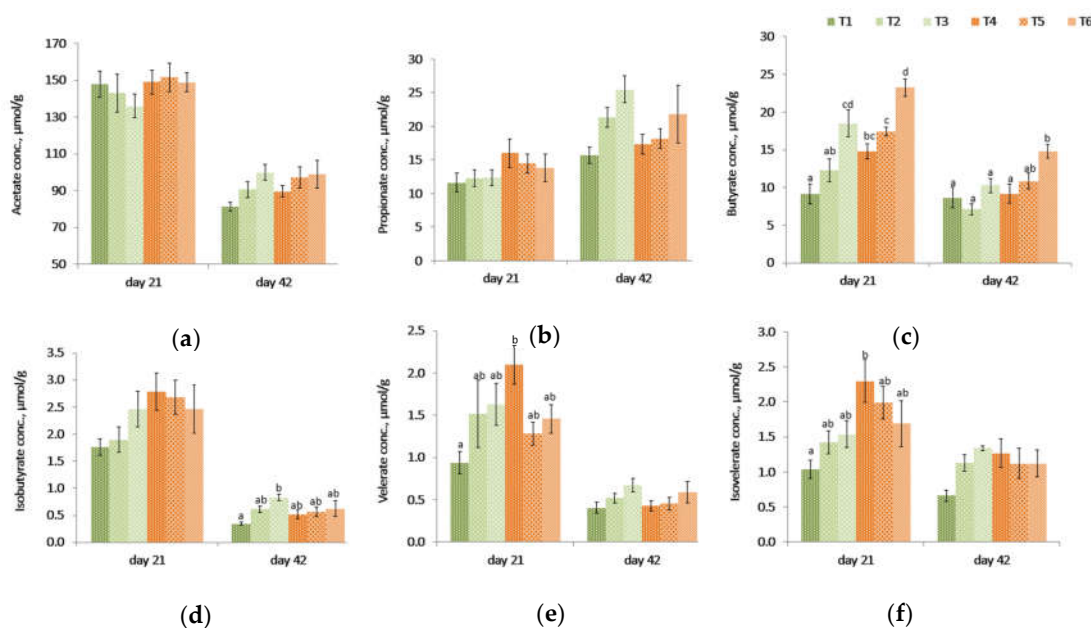 T1 T2 T3 T4 T5 T6
Acetate conc., µmol/g
170
150
130
110
90
70
50
day 21 day 42
(a)
Propionate conc., µmol/g
30
25
20
15
10
5
0
day 21 day 42
(b)
Butyrate conc., µmol/g
30
25
20
15
10
5
0
a ab cd bc c d
a a a a ab b
day 21 day 42
(c)
Isobutyrate conc., µmol/g
3.5
3.0
2.5
2.0
1.5
1.0
0.5
0.0
a ab b ab ab ab
day 21 day 42
(d)
Velerate conc., µmol/g
2.5
2.0
1.5
1.0
0.5
0.0
a ab ab b ab ab
day 21 day 42
(e)
Isovelerate conc., µmol/g
3.0
2.5
2.0
1.5
1.0
0.5
0.0
a ab ab b ab ab
day 21 day 42
(f)